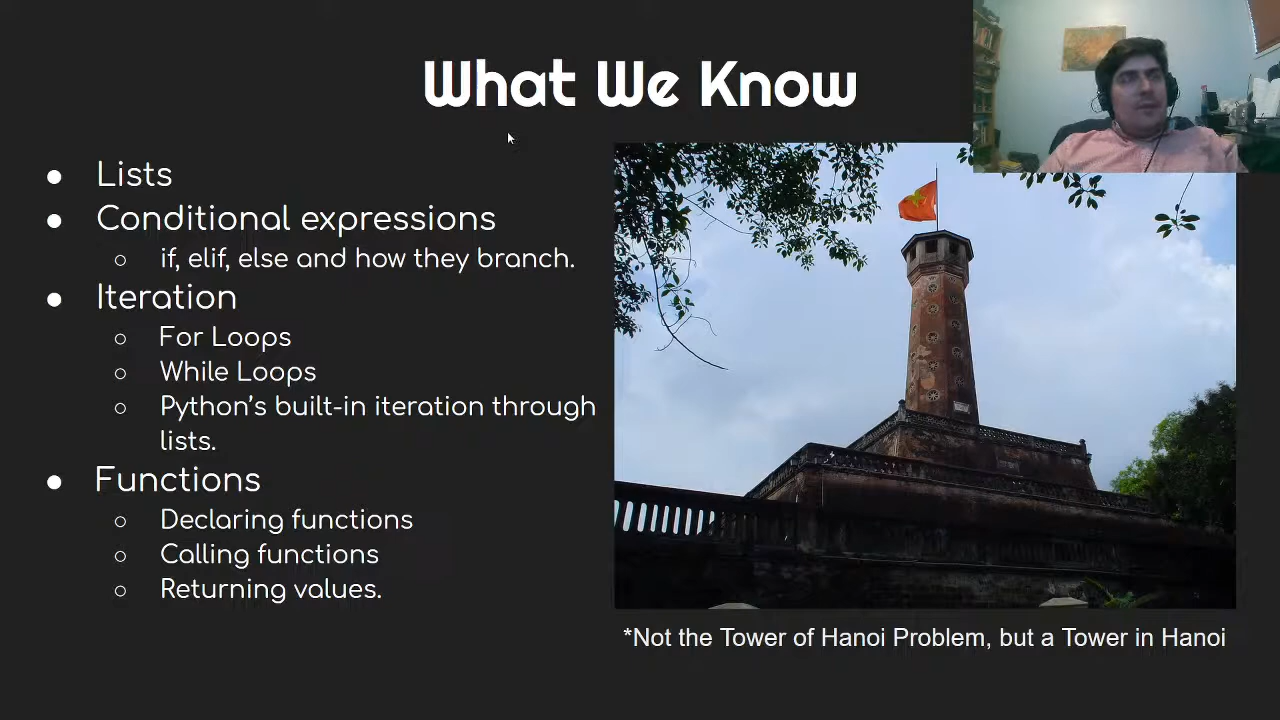 What We Know
● Lists
● Conditional expressions
○ if, elif, else and how they branch.
● Iteration
○ For Loops
○ While Loops
○ Python's built-in iteration through
lists.
● Functions
○ Declaring functions
○ Calling functions
○ Returning values.
*Not the Tower of Hanoi Problem, but a Tower in Hanoi